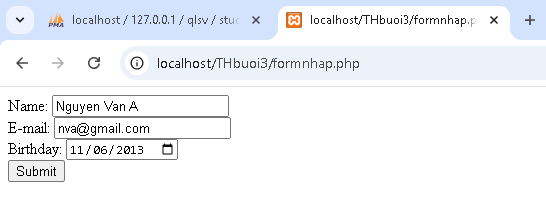 localhost / 127.0.0.1 / qlsv / stud
localhost/THbuoi3/formnhap.p
localhost/THbuoi3/formnhap.php
Name: Nguyen Van A
E-mail: nva@gmail.com
Birthday: 11/06/2013
Submit